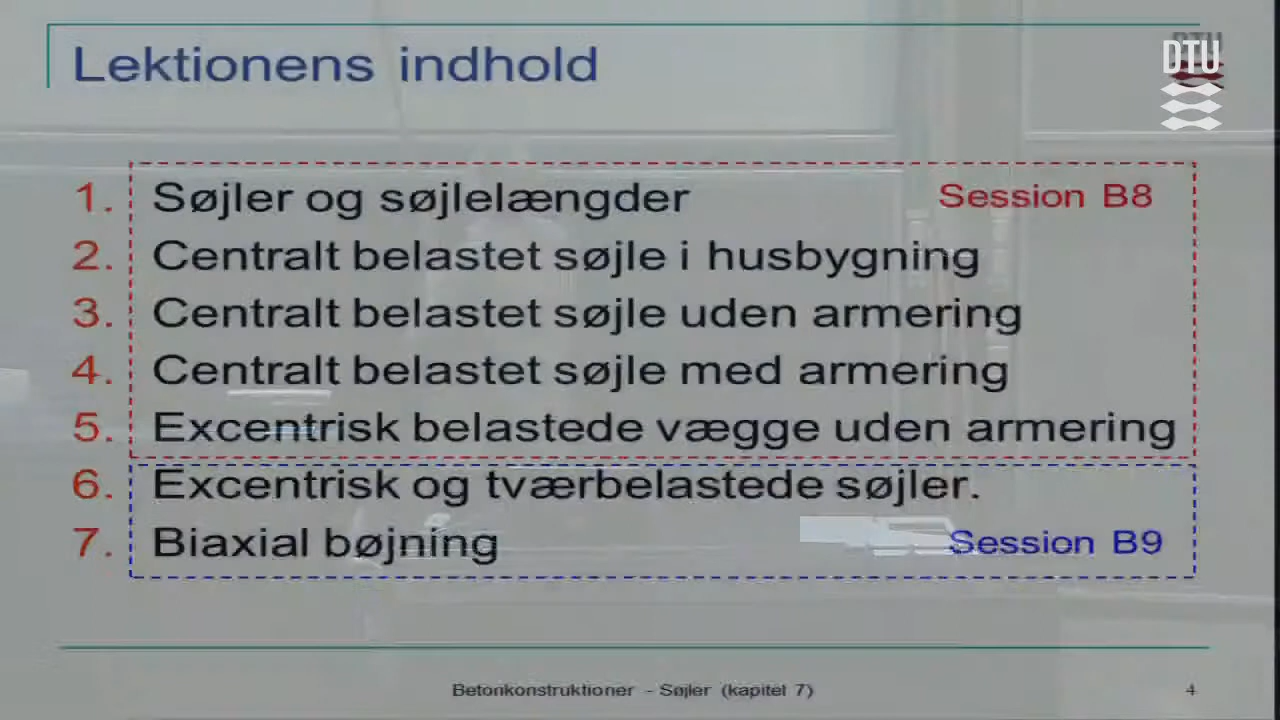 Lektionens indhold
DTU
1. Søjler og søjlelængder Session B8
2. Centralt belastet søjle i husbygning
3. Centralt belastet søjle uden armering
4. Centralt belastet søjle med armering
5. Excentrisk belastede vægge uden armering
6. Excentrisk og tværbelastede søjler.
7. Biaxial bøjning Session B9
Betonkonstruktioner - Søjler (kapitel 7) 4